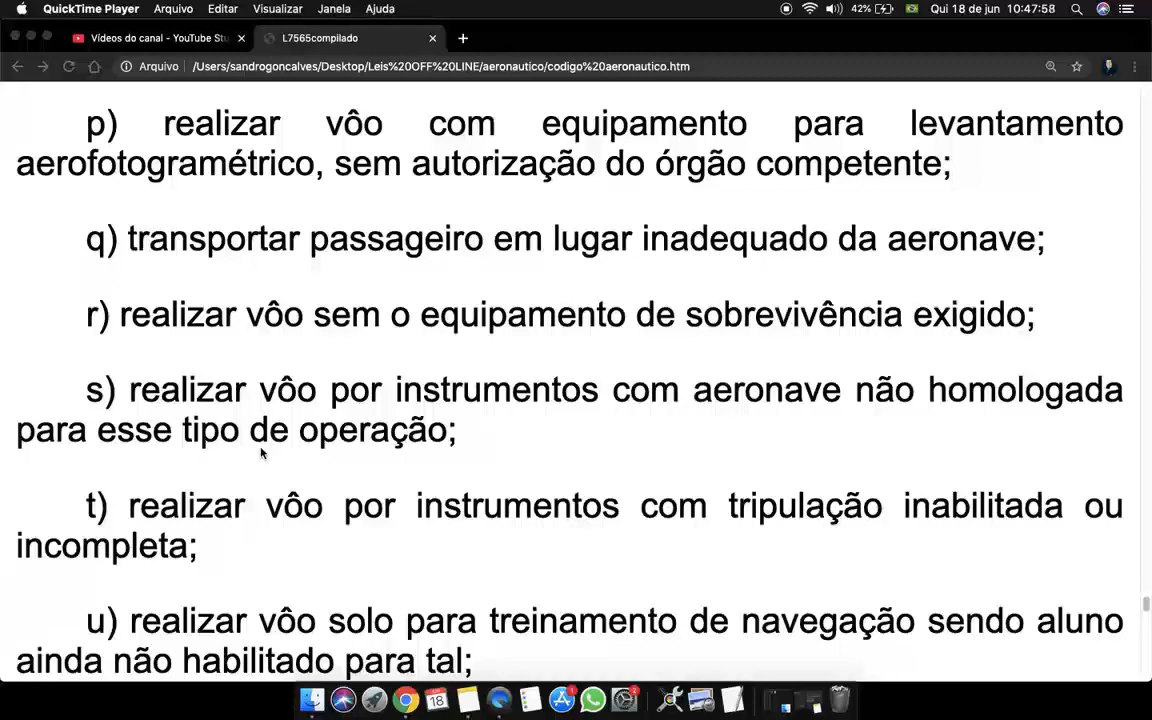 QuickTime Player Arquivo Editar Visualizar Janela Ajuda 42% Qui 18 de jun 10:47:58
Vídeos do canal - YouTube Stu L7565compilado
Arquivo /Users/sandrogoncalves/Desktop/Leis%20OFF%20LINE/aeronautico/codigo%20aeronautico.htm
p) realizar vôo com equipamento para levantamento
aerofotogramétrico, sem autorização do órgão competente;
q) transportar passageiro em lugar inadequado da aeronave;
r) realizar vôo sem o equipamento de sobrevivência exigido;
s) realizar vôo por instrumentos com aeronave não homologada
para esse tipo de operação;
t) realizar vôo por instrumentos com tripulação inabilitada ou
incompleta;
u) realizar vôo solo para treinamento de navegação sendo aluno
ainda não habilitado para tal;
18